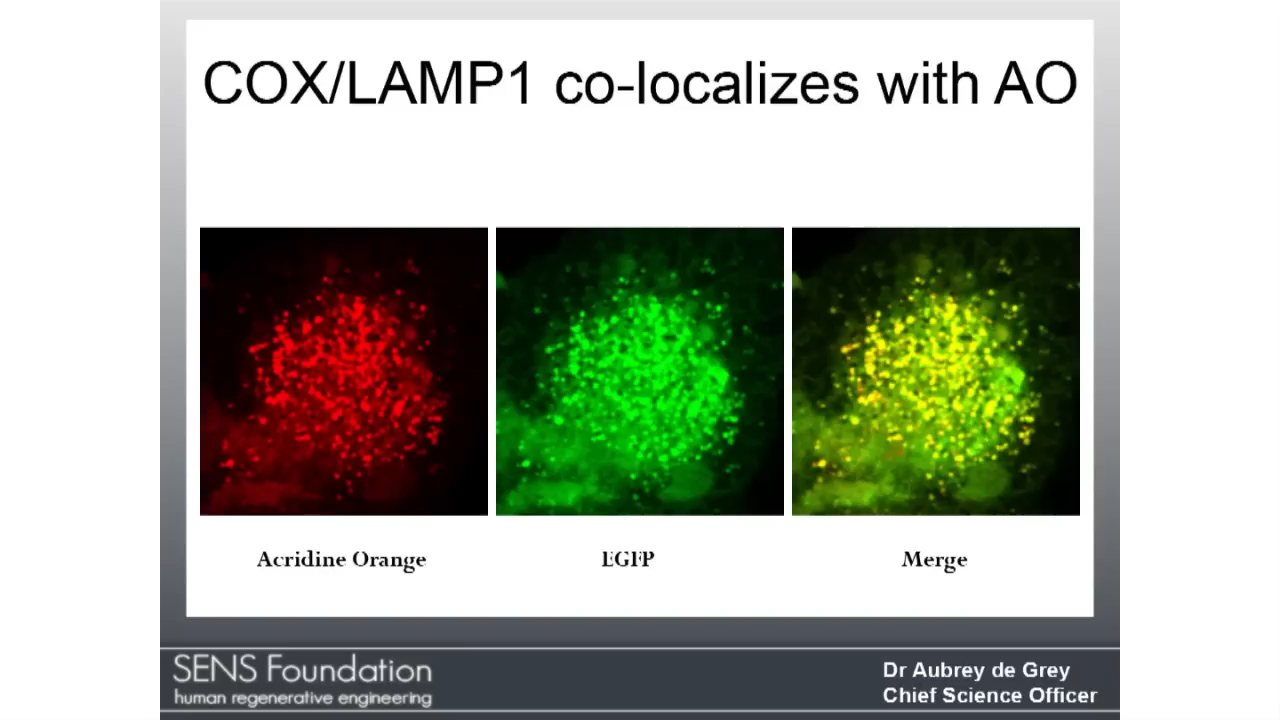 COX/LAMP1 co-localizes with AO
Acridine Orange
EGFP
Merge
SENS Foundation
human regenerative engineering
Dr Aubrey de Grey
Chief Science Officer